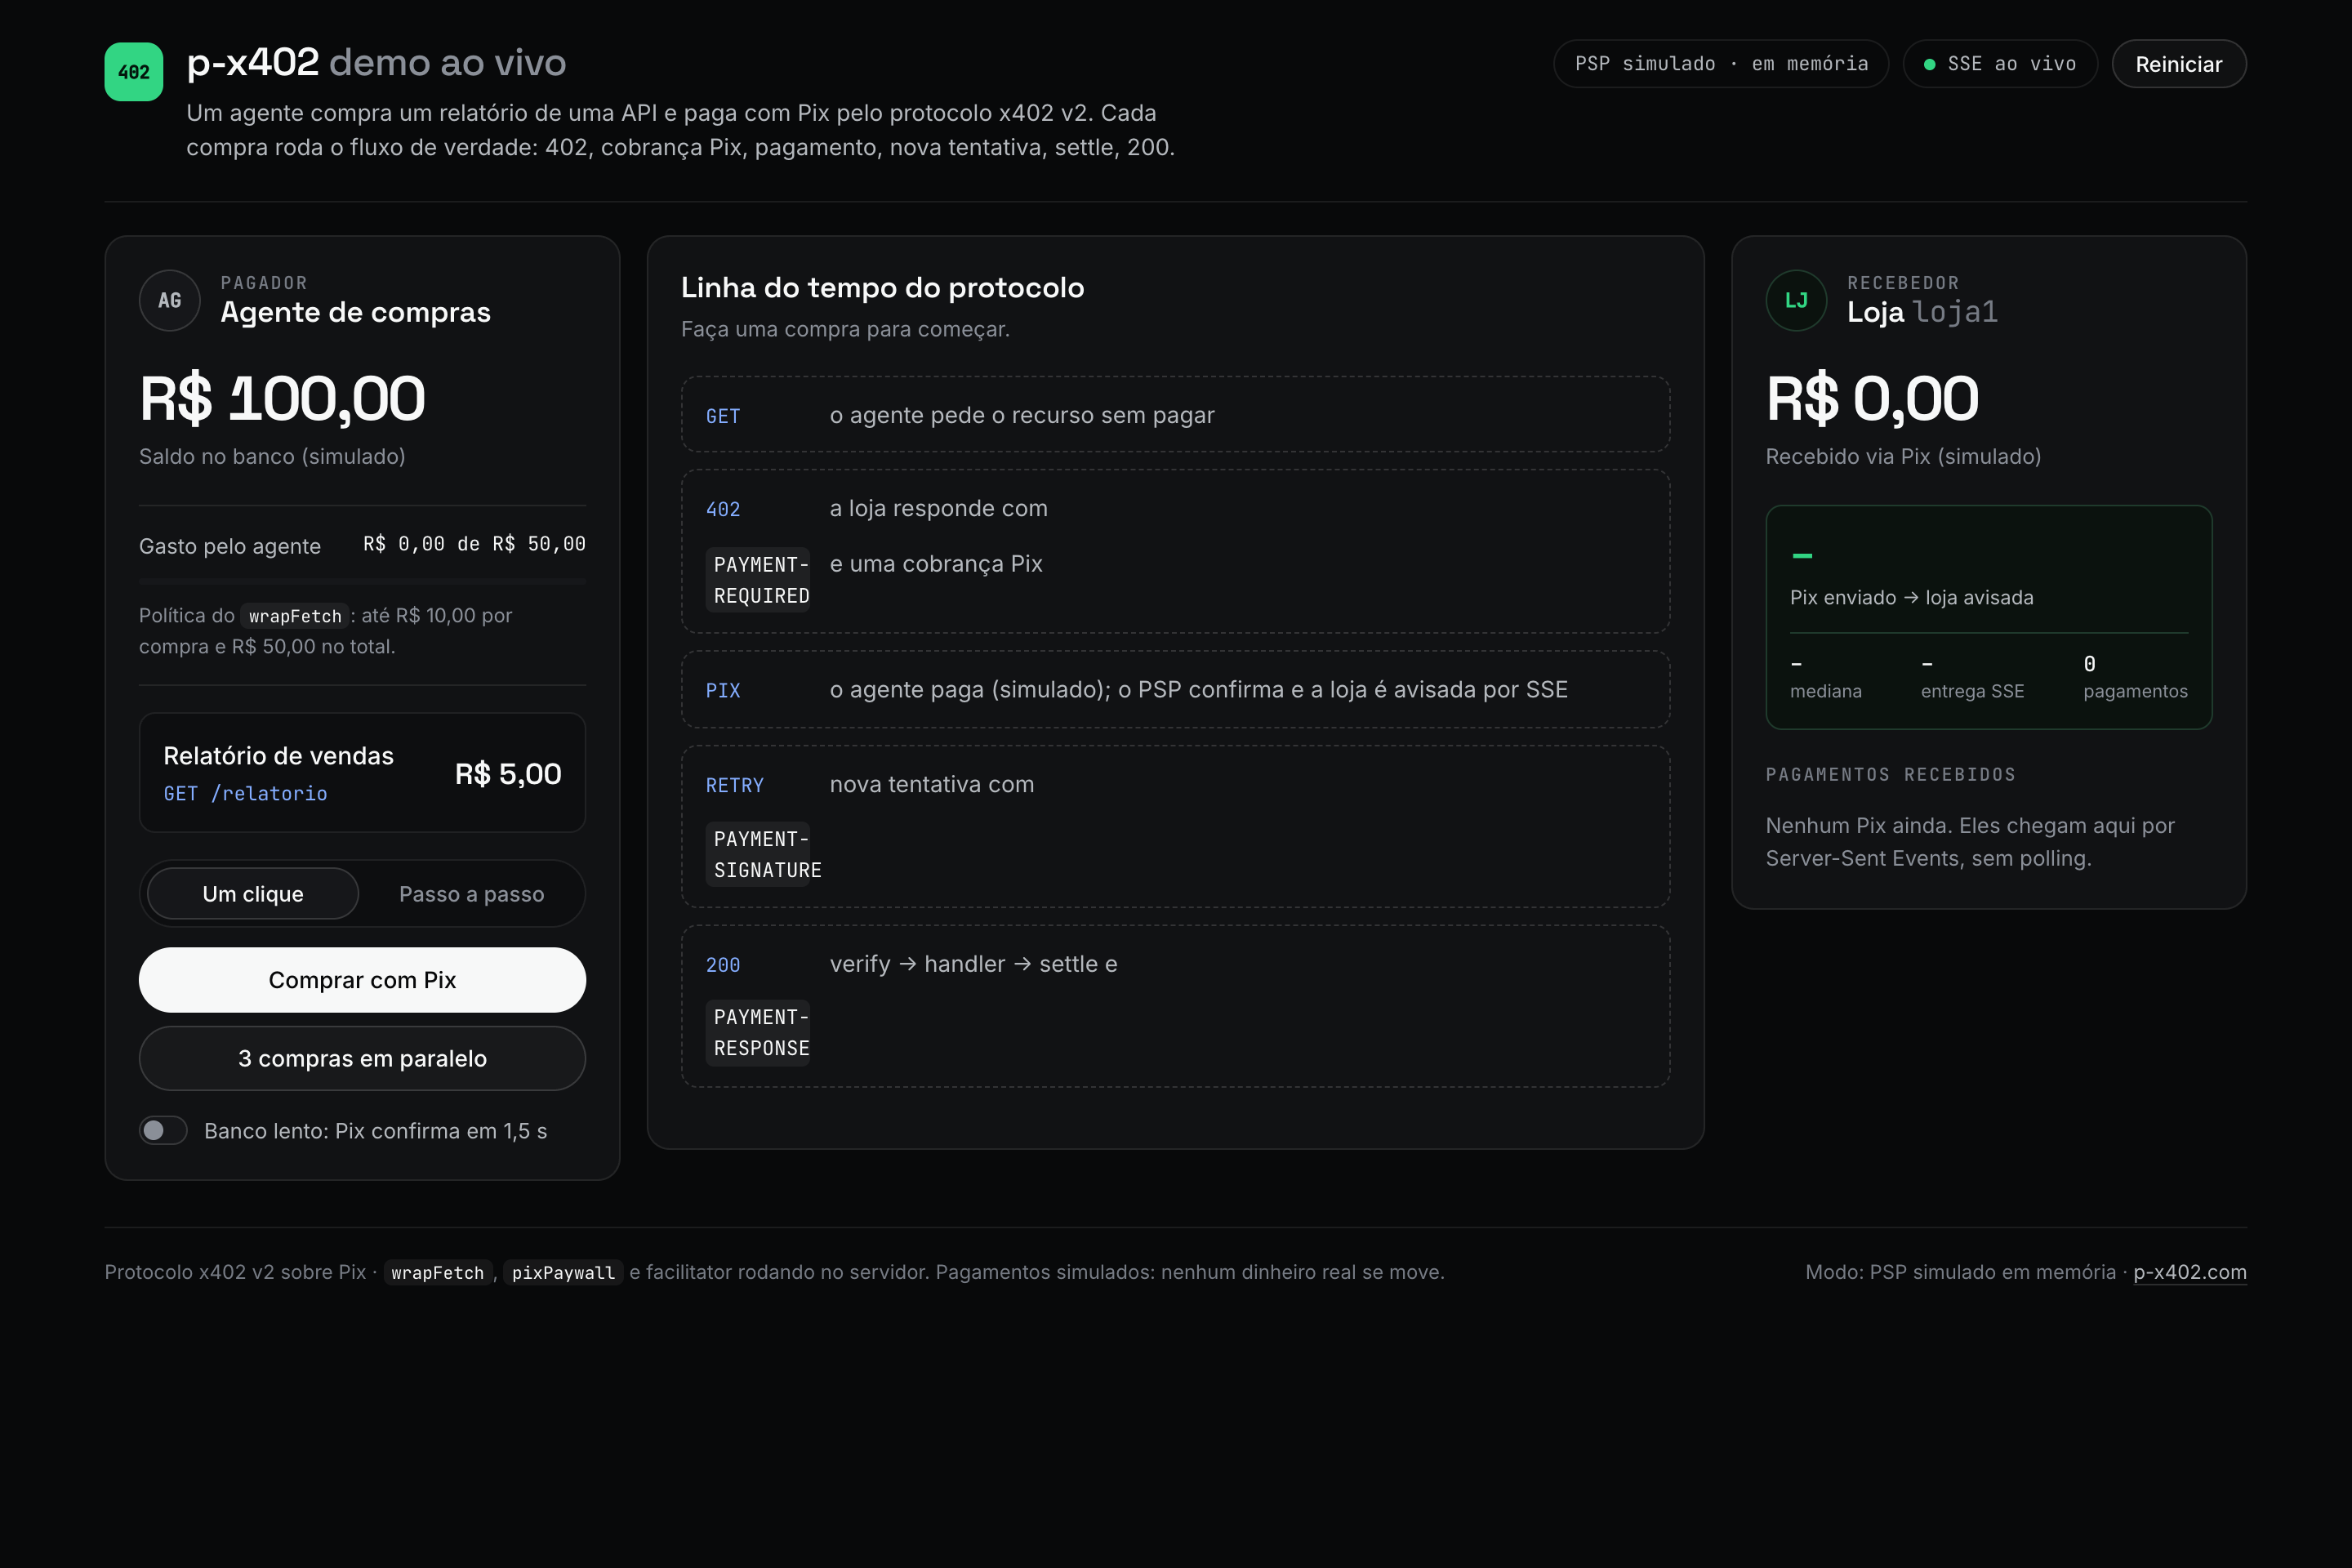 402
p-x402 demo ao vivo
Um agente compra um relatório de uma API e paga com Pix pelo protocolo x402 v2. Cada
compra roda o fluxo de verdade: 402, cobrança Pix, pagamento, nova tentativa, settle, 200.
PSP simulado · em memória
SSE ao vivo
Reiniciar
AG
PAGADOR
Agente de compras
R$ 100,00
Saldo no banco (simulado)
Gasto pelo agente R$ 0,00 de R$ 50,00
Política do wrapFetch: até R$ 10,00 por
compra e R$ 50,00 no total.
Relatório de vendas
GET /relatorio
R$ 5,00
Um clique
Passo a passo
Comprar com Pix
3 compras em paralelo
Banco lento: Pix confirma em 1,5 s
Linha do tempo do protocolo
Faça uma compra para começar.
GET o agente pede o recurso sem pagar
402 a loja responde com
PAYMENT- e uma cobrança Pix
REQUIRED
PIX o agente paga (simulado); o PSP confirma e a loja é avisada por SSE
RETRY nova tentativa com
PAYMENT-
SIGNATURE
200 verify → handler → settle e
PAYMENT-
RESPONSE
LJ
RECEBEDOR
Loja loja1
R$ 0,00
Recebido via Pix (simulado)
–
Pix enviado → loja avisada
– – 0
mediana entrega SSE pagamentos
PAGAMENTOS RECEBIDOS
Nenhum Pix ainda. Eles chegam aqui por
Server-Sent Events, sem polling.
Protocolo x402 v2 sobre Pix · wrapFetch, pixPaywall e facilitator rodando no servidor. Pagamentos simulados: nenhum dinheiro real se move.
Modo: PSP simulado em memória · p-x402.com